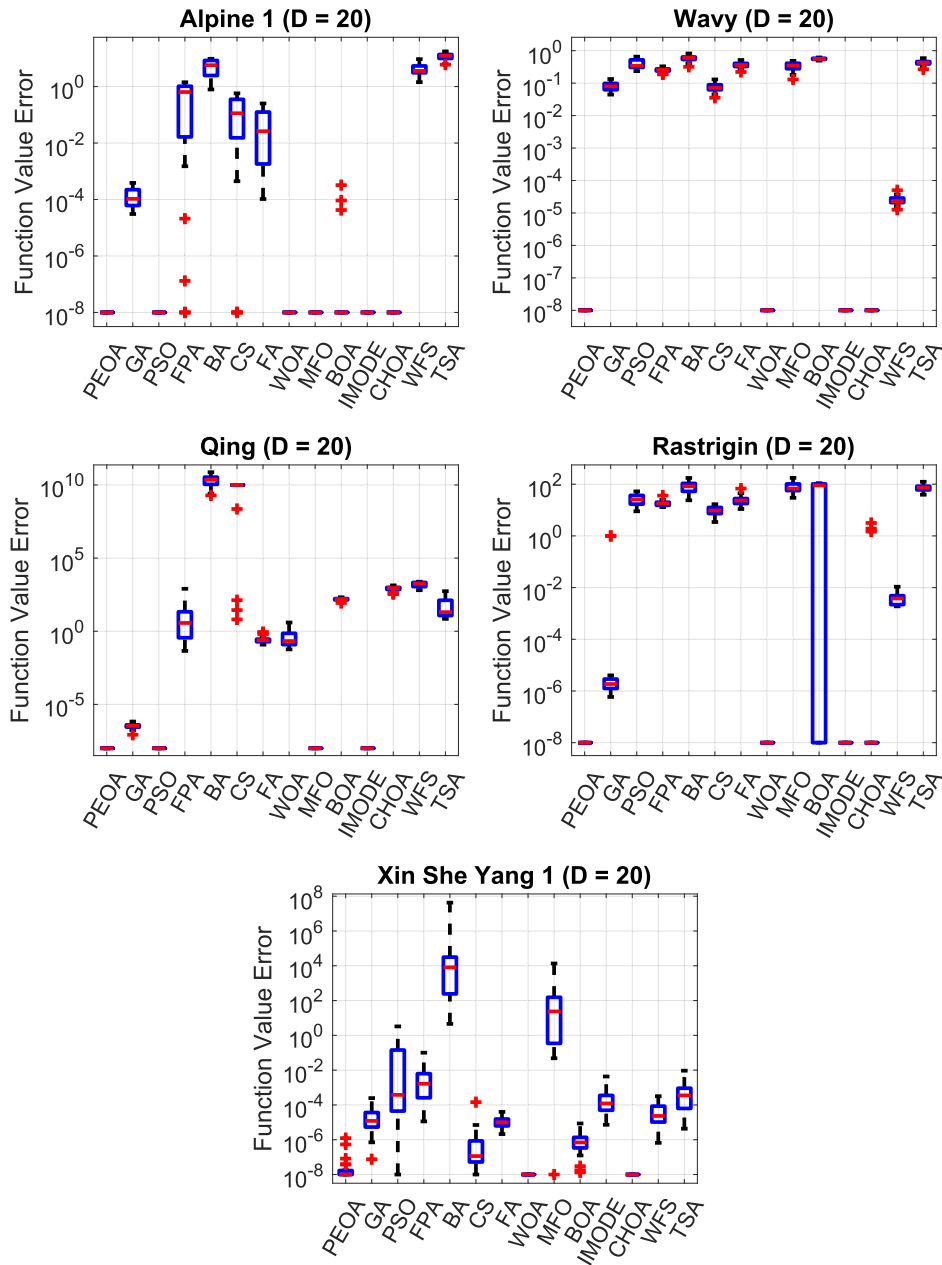 Alpine 1 (D = 20)
Function Value Error
10^0
10^-2
10^-4
10^-6
10^-8
PEOA
GA
PSO
FPA
BA
CS
FA
WOA
MFO
BOA
IMODE
CHOA
WFS
TSA
Wavy (D = 20)
Function Value Error
10^0
10^-1
10^-2
10^-3
10^-4
10^-5
10^-6
10^-7
10^-8
PEOA
GA
PSO
FPA
BA
CS
FA
WOA
MFO
BOA
IMODE
CHOA
WFS
TSA
Qing (D = 20)
Function Value Error
10^10
10^5
10^0
10^-5
PEOA
GA
PSO
FPA
BA
CS
FA
WOA
MFO
BOA
IMODE
CHOA
WFS
TSA
Rastrigin (D = 20)
Function Value Error
10^2
10^0
10^-2
10^-4
10^-6
10^-8
PEOA
GA
PSO
FPA
BA
CS
FA
WOA
MFO
BOA
IMODE
CHOA
WFS
TSA
Xin She Yang 1 (D = 20)
Function Value Error
10^8
10^6
10^4
10^2
10^0
10^-2
10^-4
10^-6
10^-8
PEOA
GA
PSO
FPA
BA
CS
FA
WOA
MFO
BOA
IMODE
CHOA
WFS
TSA